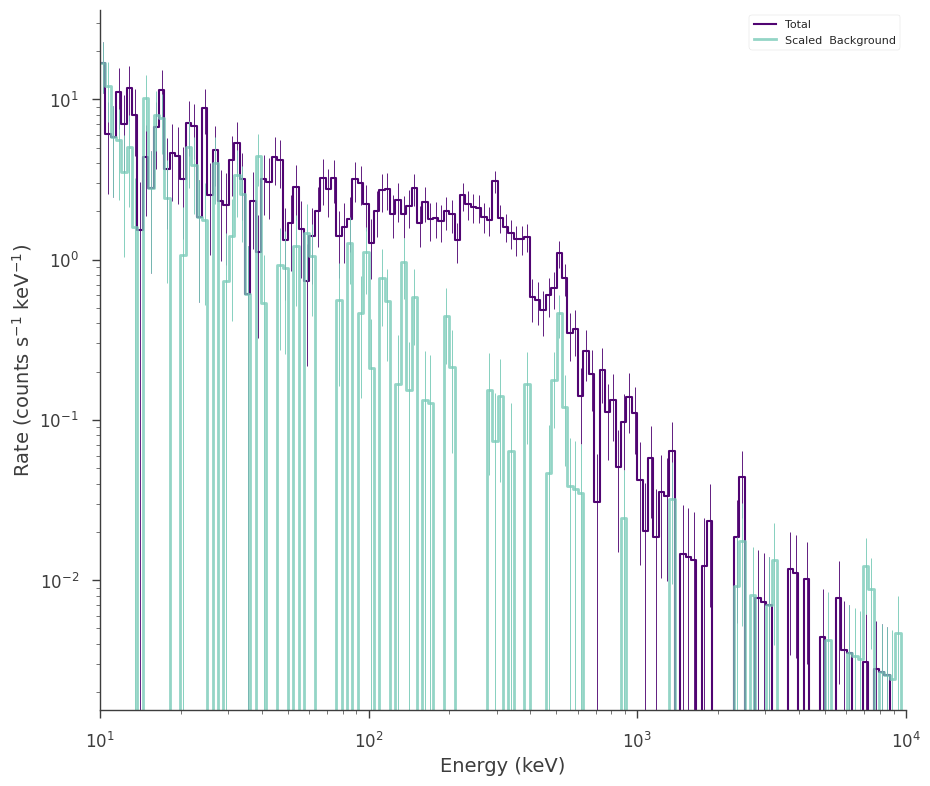 Total
Scaled  Background
Rate (counts s⁻¹ keV⁻¹)
10¹
10⁰
10⁻¹
10⁻²
10¹ 10² 10³ 10⁴
Energy (keV)